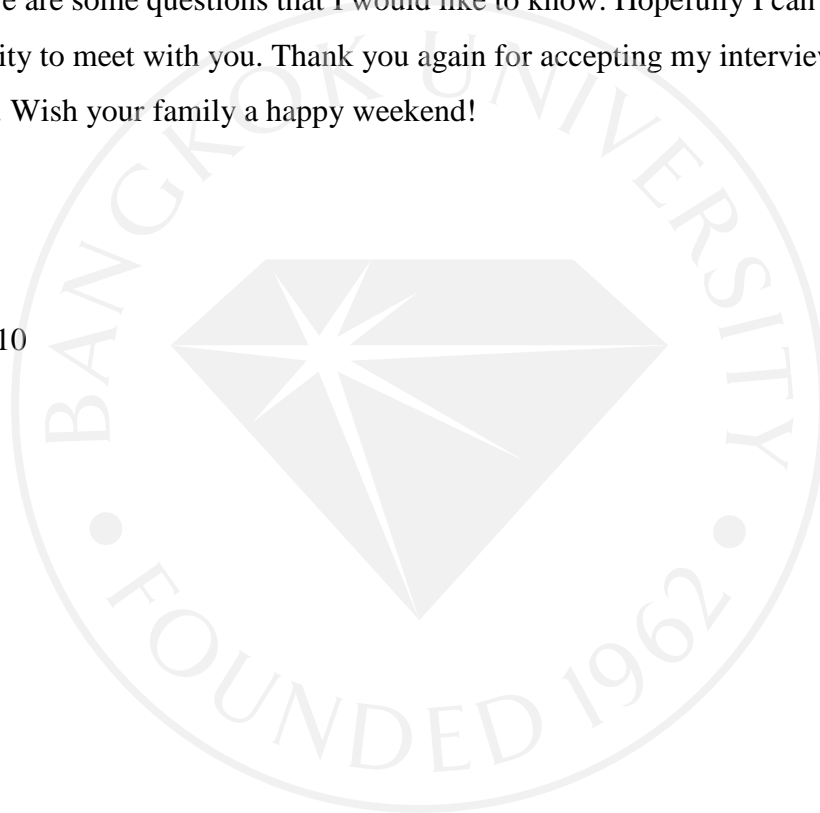 e are some questions that I would like to know. Hopefully I can
ity to meet with you. Thank you again for accepting my interview
. Wish your family a happy weekend!
10
BANGKOK UNIVERSITY
FOUNDED 1962